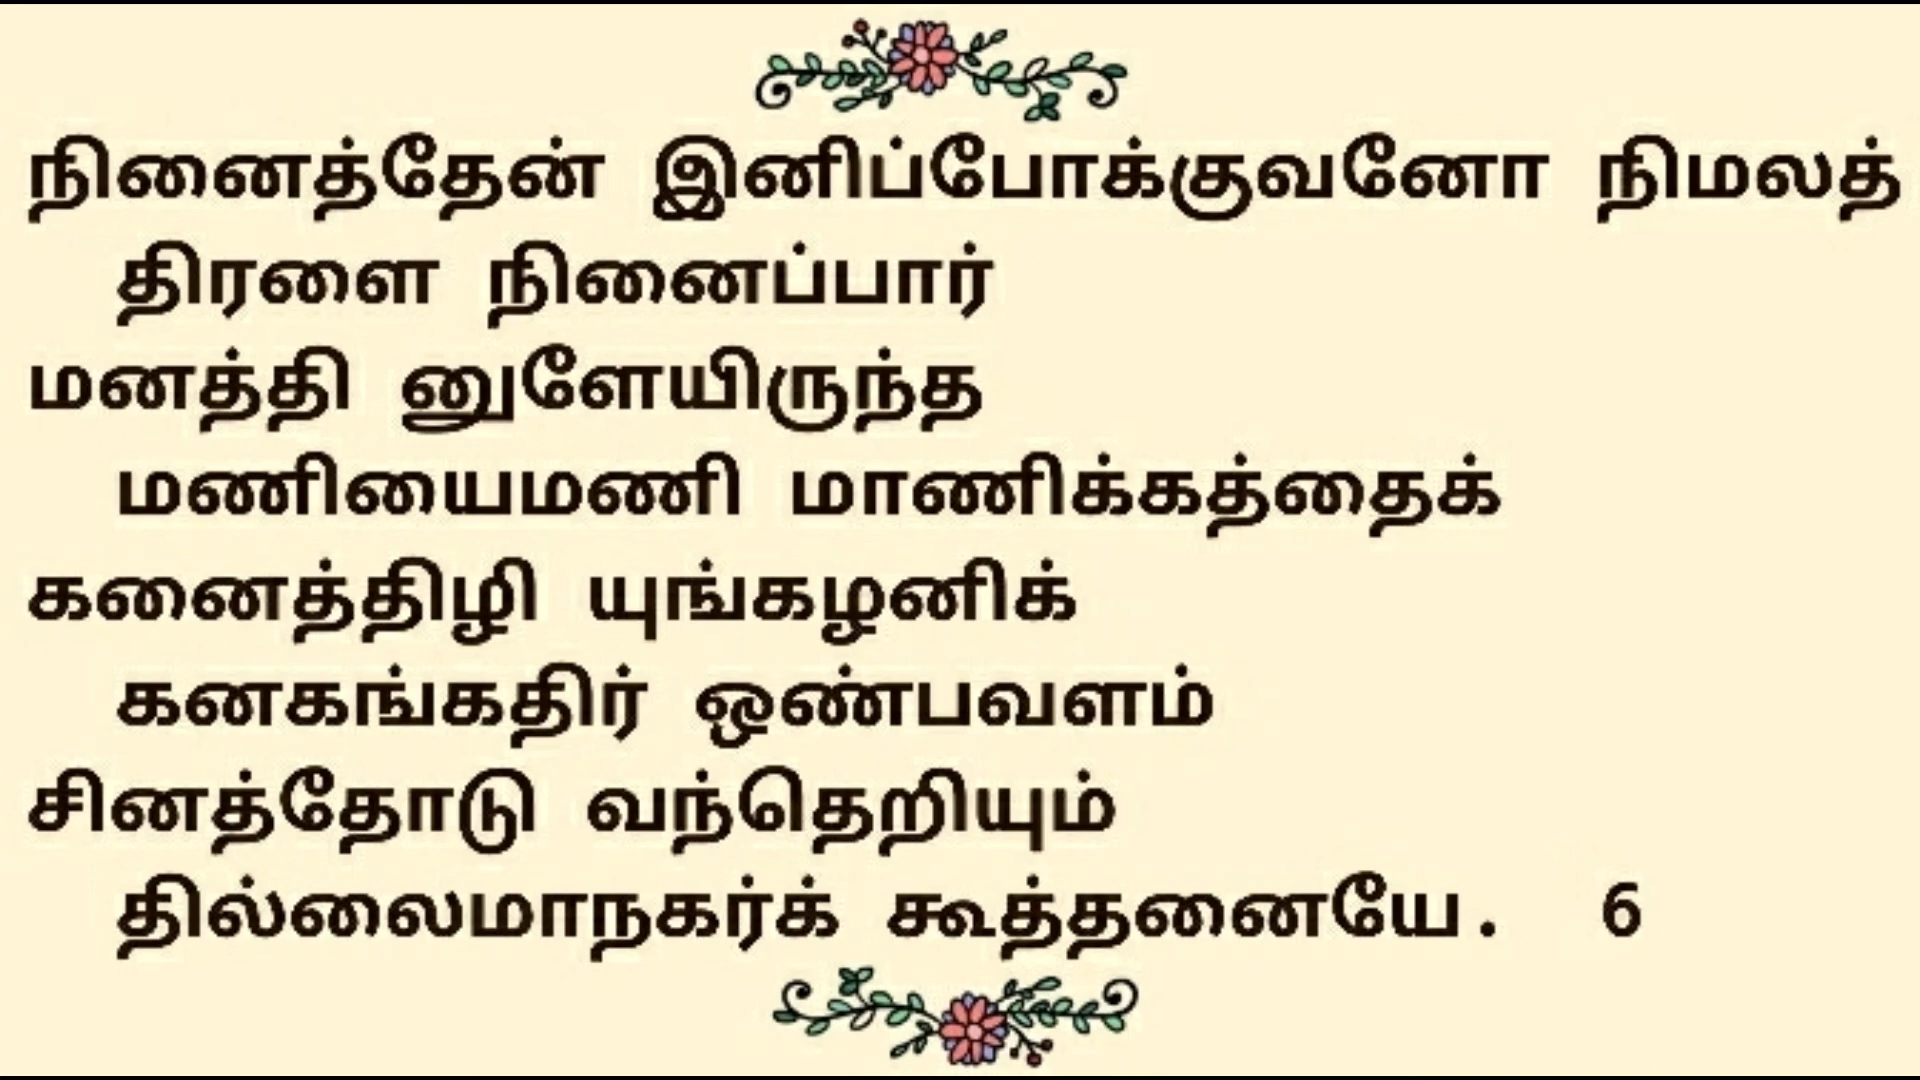 நினைத்தேன் இனிப்போக்குவனோ நிமலத்
திரளை நினைப்பார்
மனத்தி னுளேயிருந்த
மணியைமணி மாணிக்கத்தைக்
கனைத்திழி யுங்கழனிக்
கனகங்கதிர் ஒண்பவளம்
சினத்தோடு வந்தெறியும்
தில்லைமாநகர்க் கூத்தனையே. 6